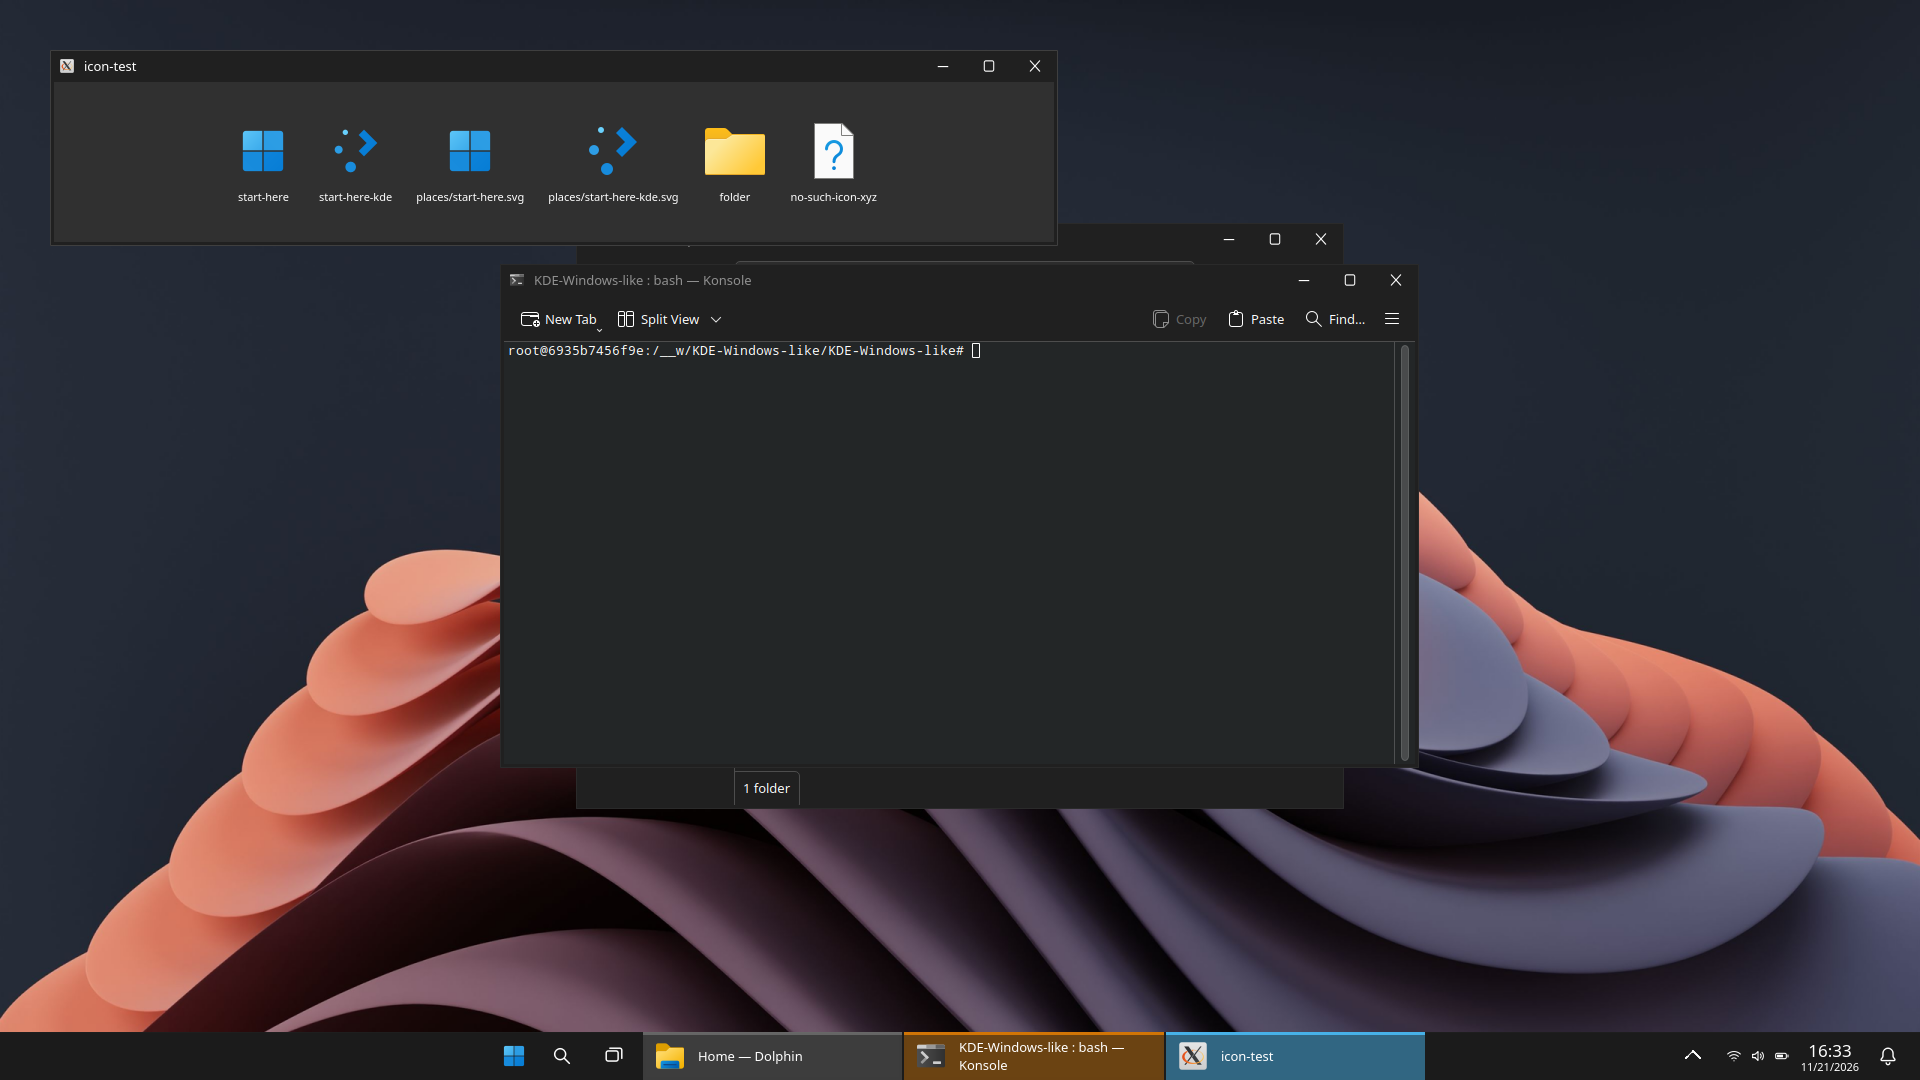 icon-test
start-here
start-here-kde
places/start-here.svg
places/start-here-kde.svg
folder
no-such-icon-xyz
KDE-Windows-like : bash — Konsole
New Tab
Split View
Copy
Paste
Find...
root@6935b7456f9e:/__w/KDE-Windows-like/KDE-Windows-like#
1 folder
Home — Dolphin
KDE-Windows-like : bash —
Konsole
icon-test
16:33
11/21/2026